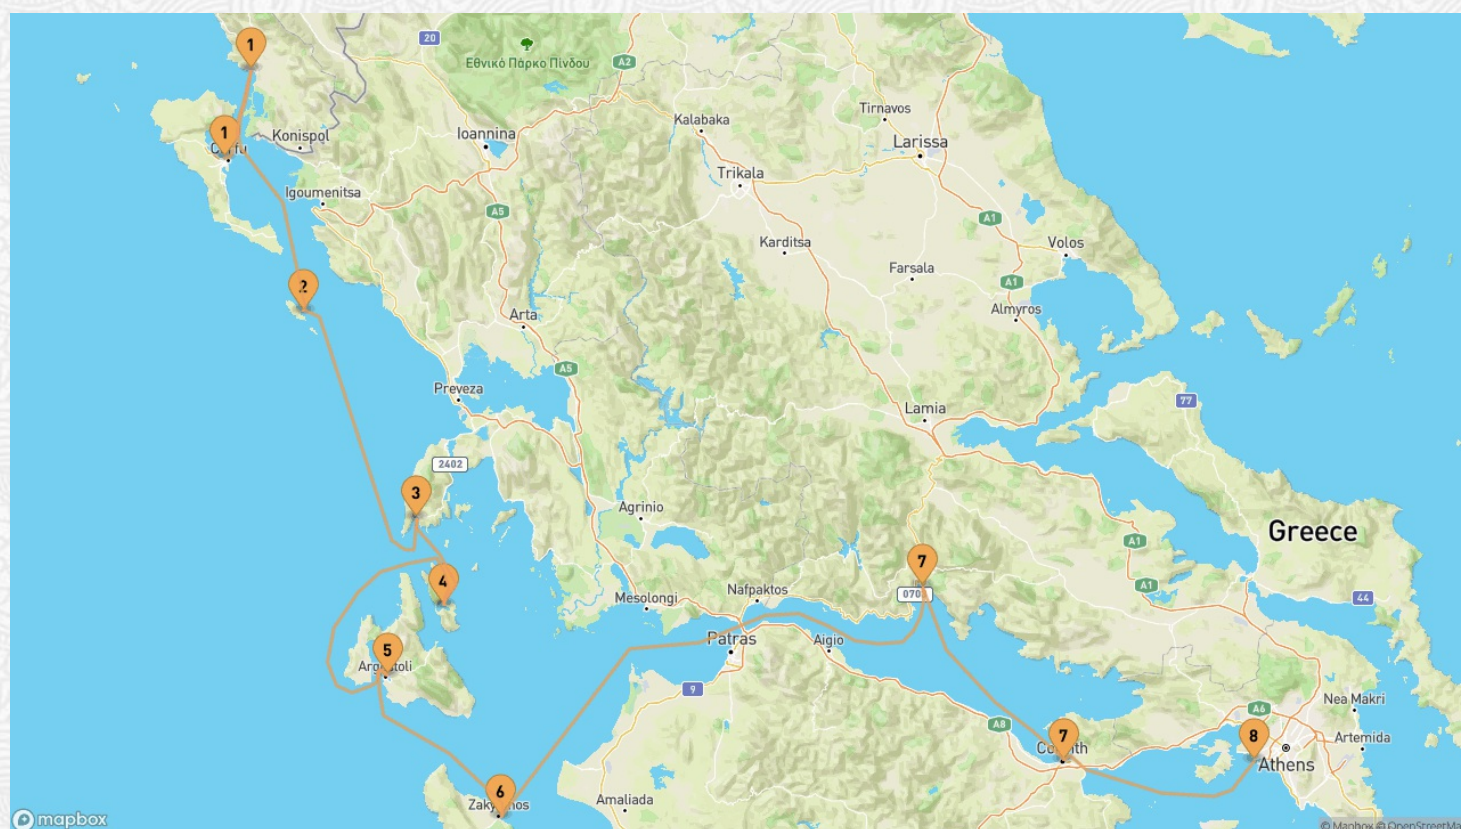 1
20
A2
Εθνικό Πάρκο Πίνδου
Tirnavos
Kalabaka
1
Konispol
Ioannina
Larissa
Trikala
Igoumenitsa
A5
A1
Karditsa
Volos
Farsala
A1
2
Almyros
Arta
A5
Preveza
77
Lamia
2402
3
Agrinio
Greece
A1
7
4
A1
Nafpaktos
070
Mesolongi
44
Patras
Aigio
5
9
Nea Makri
A6
A8
7
8
Artemida
Athens
6
Amaliada
mapbox
© Mapbox © OpenStreetMap